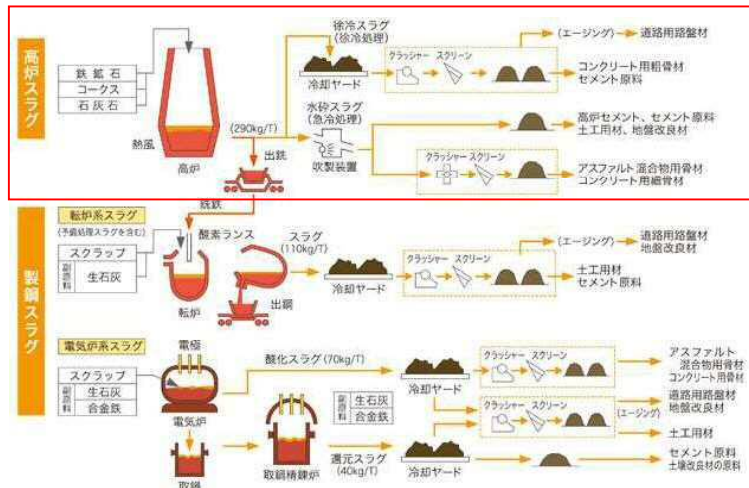 高炉スラグ
鉄鉱石
コークス
石灰石
熱風
高炉
(290kg/T)
出銑
徐冷スラグ
(徐冷処理)
冷却ヤード
クラッシャー スクリーン
(エージング)
道路用路盤材
コンクリート用粗骨材
セメント原料
水砕スラグ
(急冷処理)
吹製装置
高炉セメント、セメント原料
土工用材、地盤改良材
クラッシャー スクリーン
アスファルト混合物用骨材
コンクリート用細骨材
製鋼スラグ
転炉系スラグ
(予備処理スラグを含む)
銑鉄
スクラップ
副原料
生石灰
酸素ランス
転炉
スラグ
(110kg/T)
出鋼
冷却ヤード
クラッシャー スクリーン
(エージング)
道路用路盤材
地盤改良材
土工用材
セメント原料
電気炉系スラグ
電極
スクラップ
副原料
生石灰
合金鉄
電気炉
取鍋
酸化スラグ(70kg/T)
副原料
生石灰
合金鉄
取鍋精錬炉
還元スラグ
(40kg/T)
冷却ヤード
クラッシャー スクリーン
アスファルト
混合物用骨材
コンクリート用骨材
クラッシャー スクリーン
(エージング)
道路用路盤材
地盤改良材
土工用材
冷却ヤード
セメント原料
土壌改良材の原料